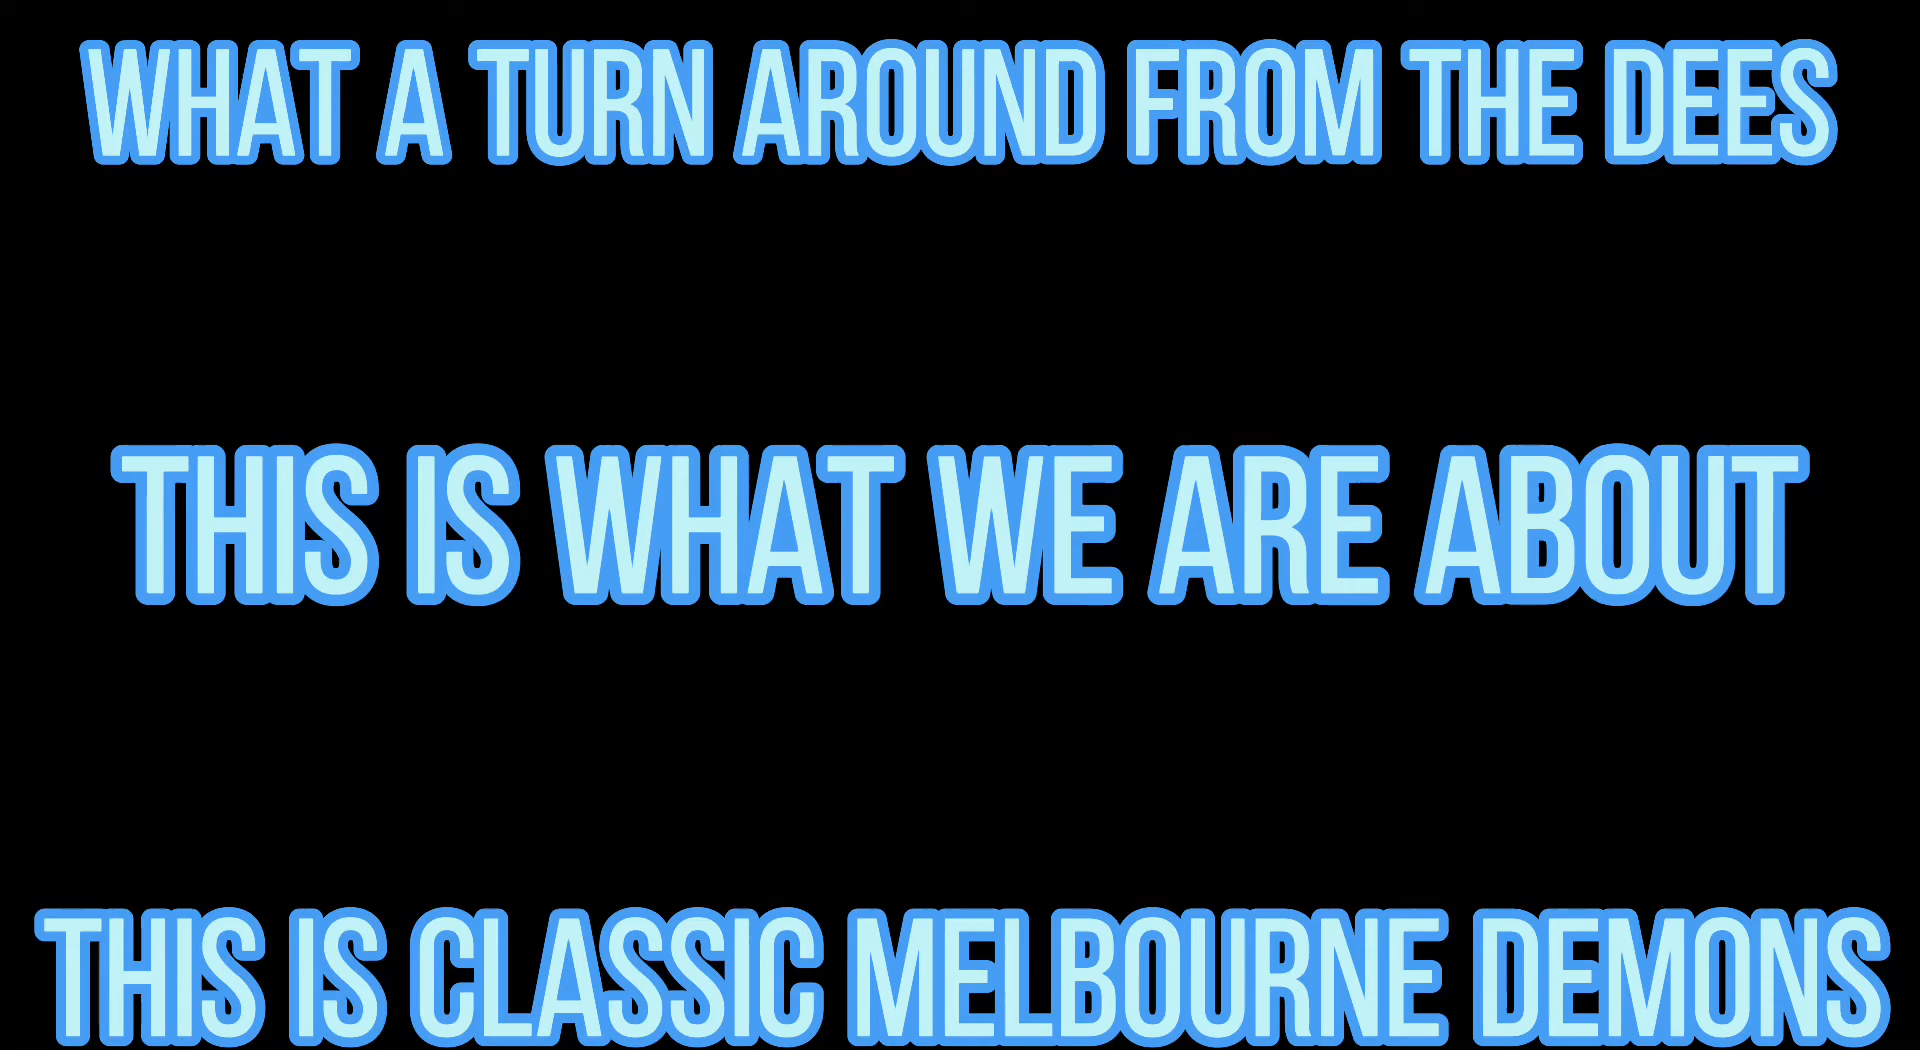 WHAT A TURN AROUND FROM THE DEES
THIS IS WHAT WE ARE ABOUT
THIS IS CLASSIC MELBOURNE DEMONS